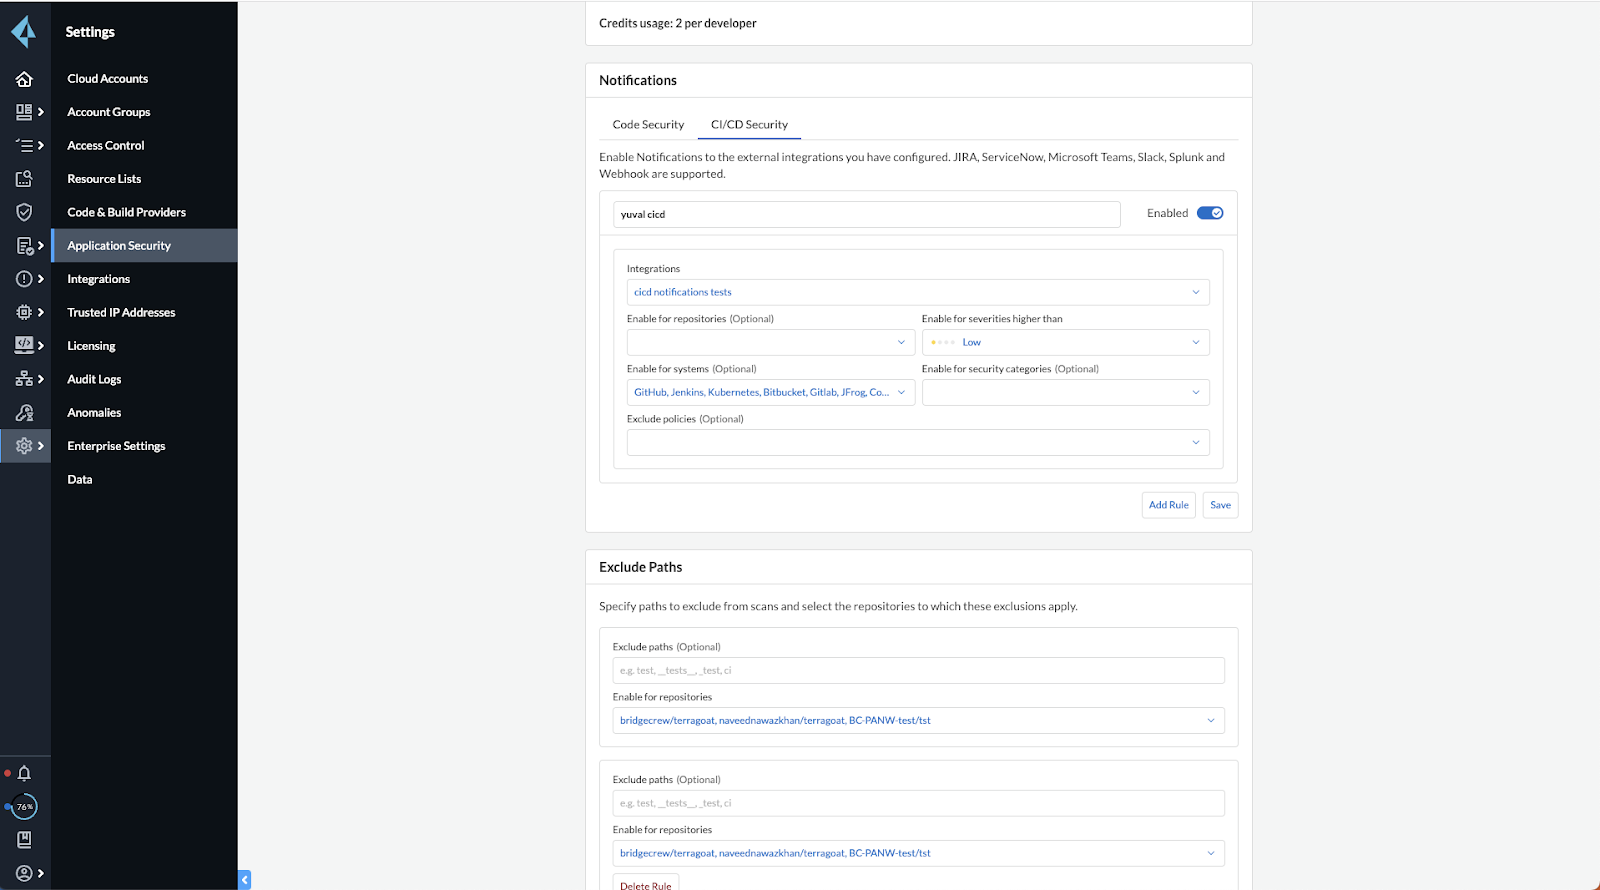 Settings
Cloud Accounts
Account Groups
Access Control
Resource Lists
Code & Build Providers
Application Security
Integrations
Trusted IP Addresses
Licensing
Audit Logs
Anomalies
Enterprise Settings
Data
76%
Credits usage: 2 per developer
Notifications
Code Security
CI/CD Security
Enable Notifications to the external integrations you have configured. JIRA, ServiceNow, Microsoft Teams, Slack, Splunk and
Webhook are supported.
yuval cicd
Enabled
Integrations
cicd notifications tests
Enable for repositories (Optional)
Enable for severities higher than
Low
Enable for systems (Optional)
Enable for security categories (Optional)
GitHub, Jenkins, Kubernetes, Bitbucket, Gitlab, JFrog, Co...
Exclude policies (Optional)
Add Rule
Save
Exclude Paths
Specify paths to exclude from scans and select the repositories to which these exclusions apply.
Exclude paths (Optional)
e.g. test, __tests__, _test, ci
Enable for repositories
bridgecrew/terragoat, naveednawazkhan/terragoat, BC-PANW-test/tst
Exclude paths (Optional)
e.g. test, __tests__, _test, ci
Enable for repositories
bridgecrew/terragoat, naveednawazkhan/terragoat, BC-PANW-test/tst
Delete Rule